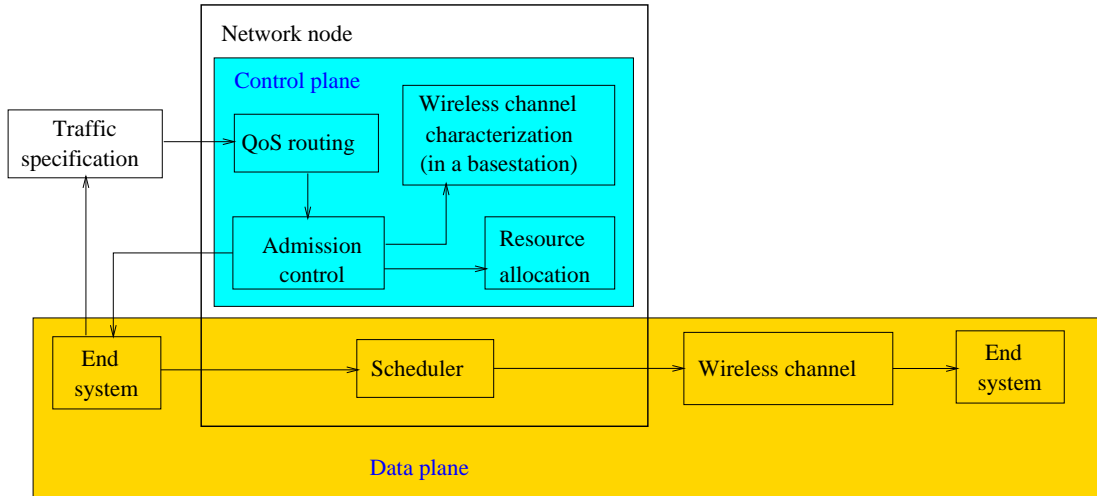 Network node
Control plane
Wireless channel
characterization
(in a basestation)
Traffic
specification
QoS routing
Admission
control
Resource
allocation
End
system
Scheduler
Wireless channel
End
system
Data plane